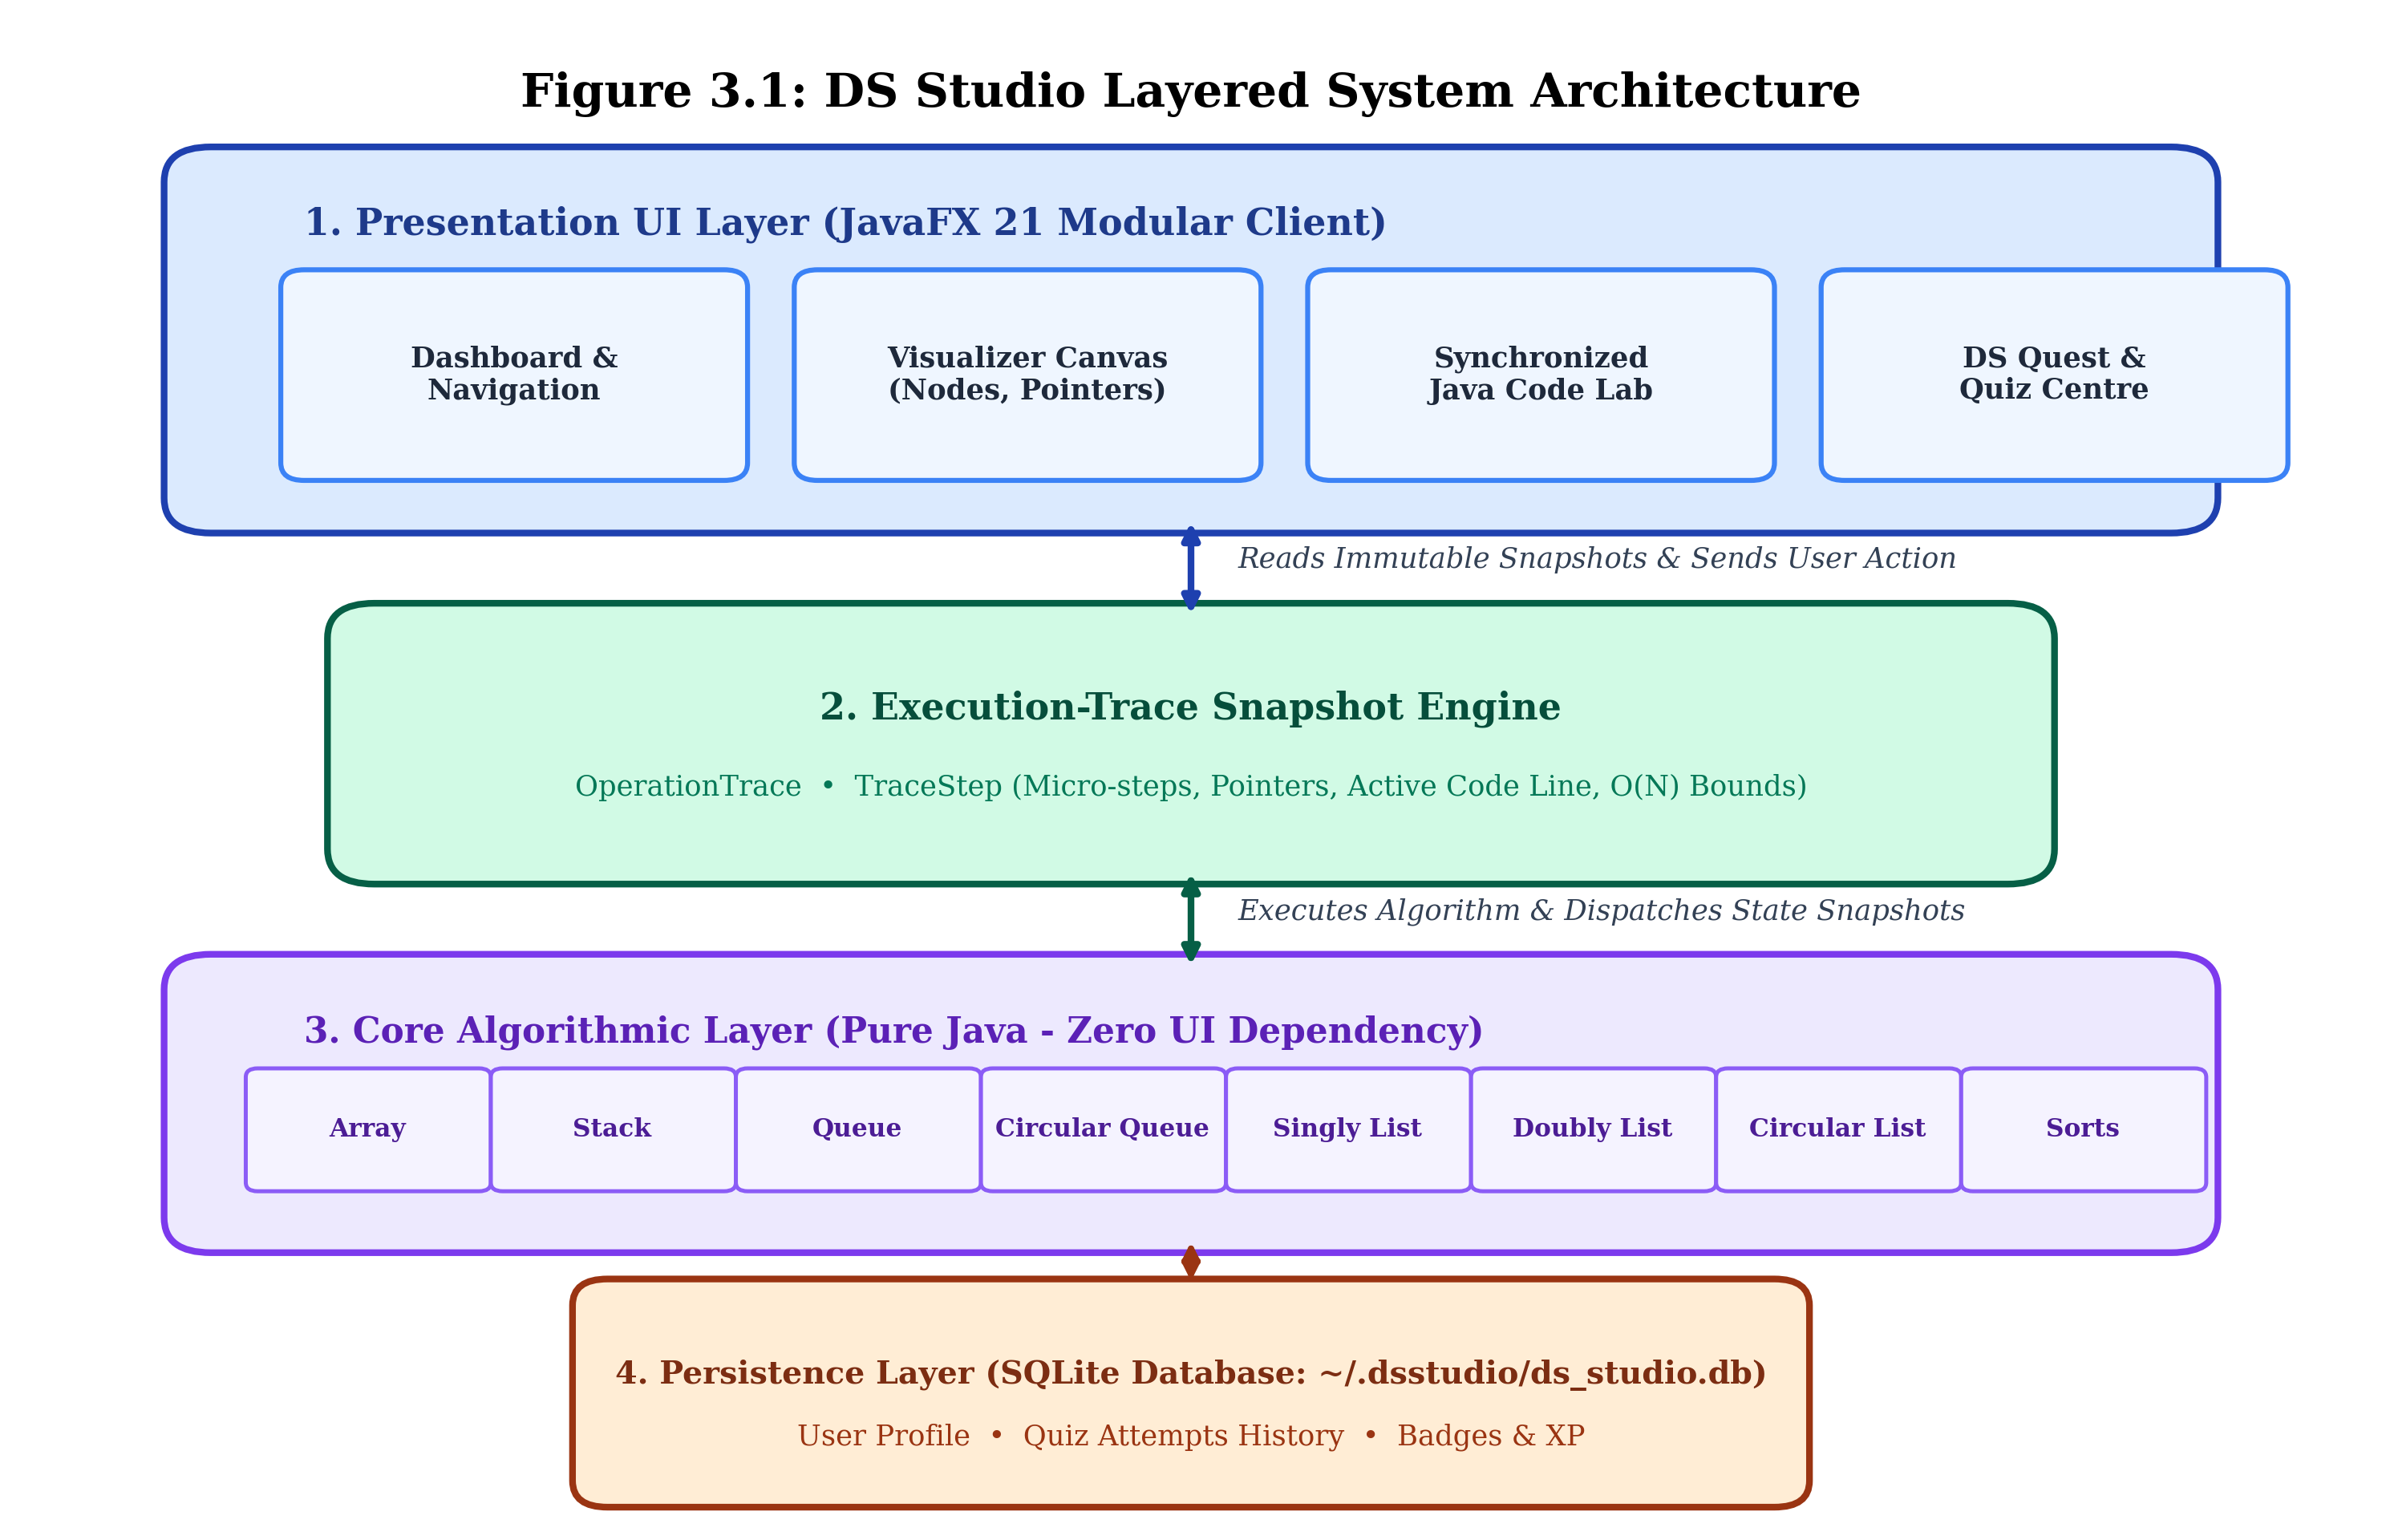 Figure 3.1: DS Studio Layered System Architecture
1. Presentation UI Layer (JavaFX 21 Modular Client)
Dashboard &
Navigation
Visualizer Canvas
(Nodes, Pointers)
Synchronized
Java Code Lab
DS Quest &
Quiz Centre
Reads Immutable Snapshots & Sends User Action
2. Execution-Trace Snapshot Engine
OperationTrace • TraceStep (Micro-steps, Pointers, Active Code Line, O(N) Bounds)
Executes Algorithm & Dispatches State Snapshots
3. Core Algorithmic Layer (Pure Java - Zero UI Dependency)
Array
Stack
Queue
Circular Queue
Singly List
Doubly List
Circular List
Sorts
4. Persistence Layer (SQLite Database: ~/.dsstudio/ds_studio.db)
User Profile • Quiz Attempts History • Badges & XP